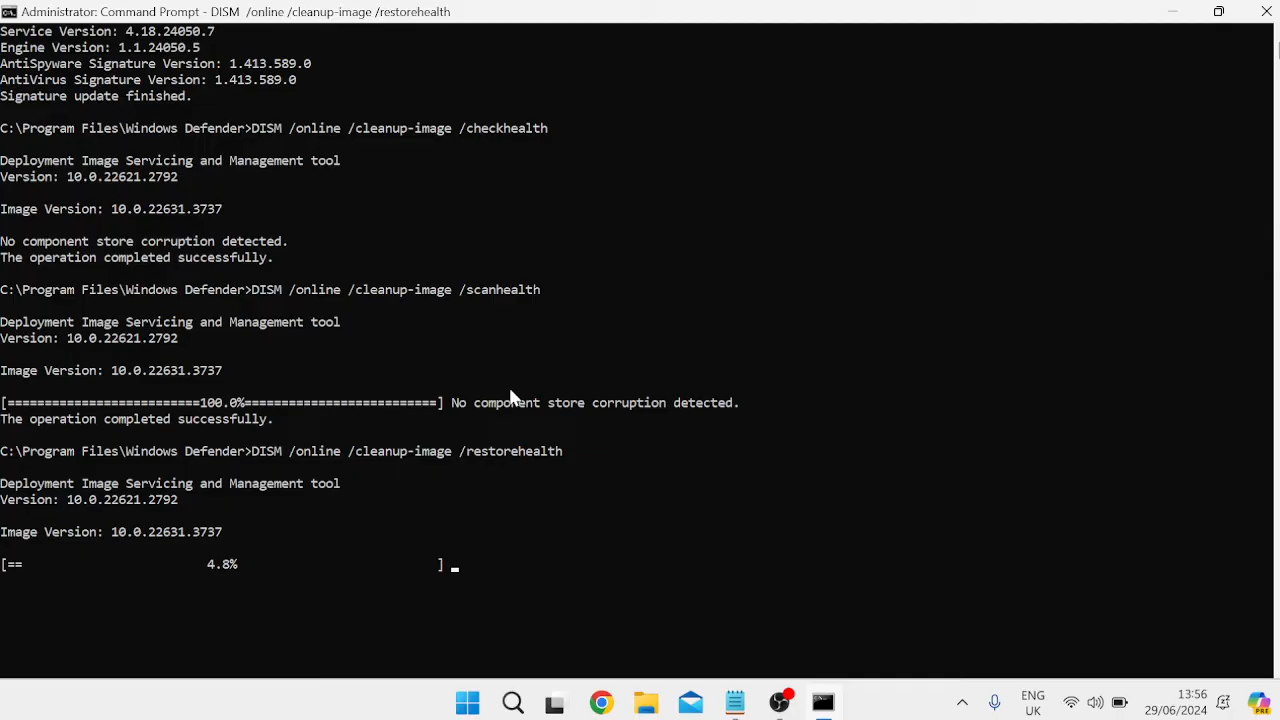 Administrator: Command Prompt - DISM  /online /cleanup-image /restorehealth
Service Version: 4.18.24050.7
Engine Version: 1.1.24050.5
AntiSpyware Signature Version: 1.413.589.0
AntiVirus Signature Version: 1.413.589.0
Signature update finished.
C:\Program Files\Windows Defender>DISM /online /cleanup-image /checkhealth
Deployment Image Servicing and Management tool
Version: 10.0.22621.2792
Image Version: 10.0.22631.3737
No component store corruption detected.
The operation completed successfully.
C:\Program Files\Windows Defender>DISM /online /cleanup-image /scanhealth
Deployment Image Servicing and Management tool
Version: 10.0.22621.2792
Image Version: 10.0.22631.3737
[==========================100.0%==========================] No component store corruption detected.
The operation completed successfully.
C:\Program Files\Windows Defender>DISM /online /cleanup-image /restorehealth
Deployment Image Servicing and Management tool
Version: 10.0.22621.2792
Image Version: 10.0.22631.3737
[==                         4.8%                           ]
ENG
UK
13:56
29/06/2024
PRE